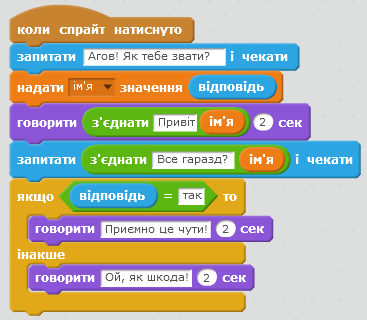 коли спрайт натиснуто
запитати Агов! Як тебе звати? і чекати
надати ім'я значення відповідь
говорити з'єднати Привіт ім'я 2 сек
запитати з'єднати Все гаразд? ім'я і чекати
якщо відповідь = так то
говорити Приємно це чути! 2 сек
інакше
говорити Ой, як шкода! 2 сек